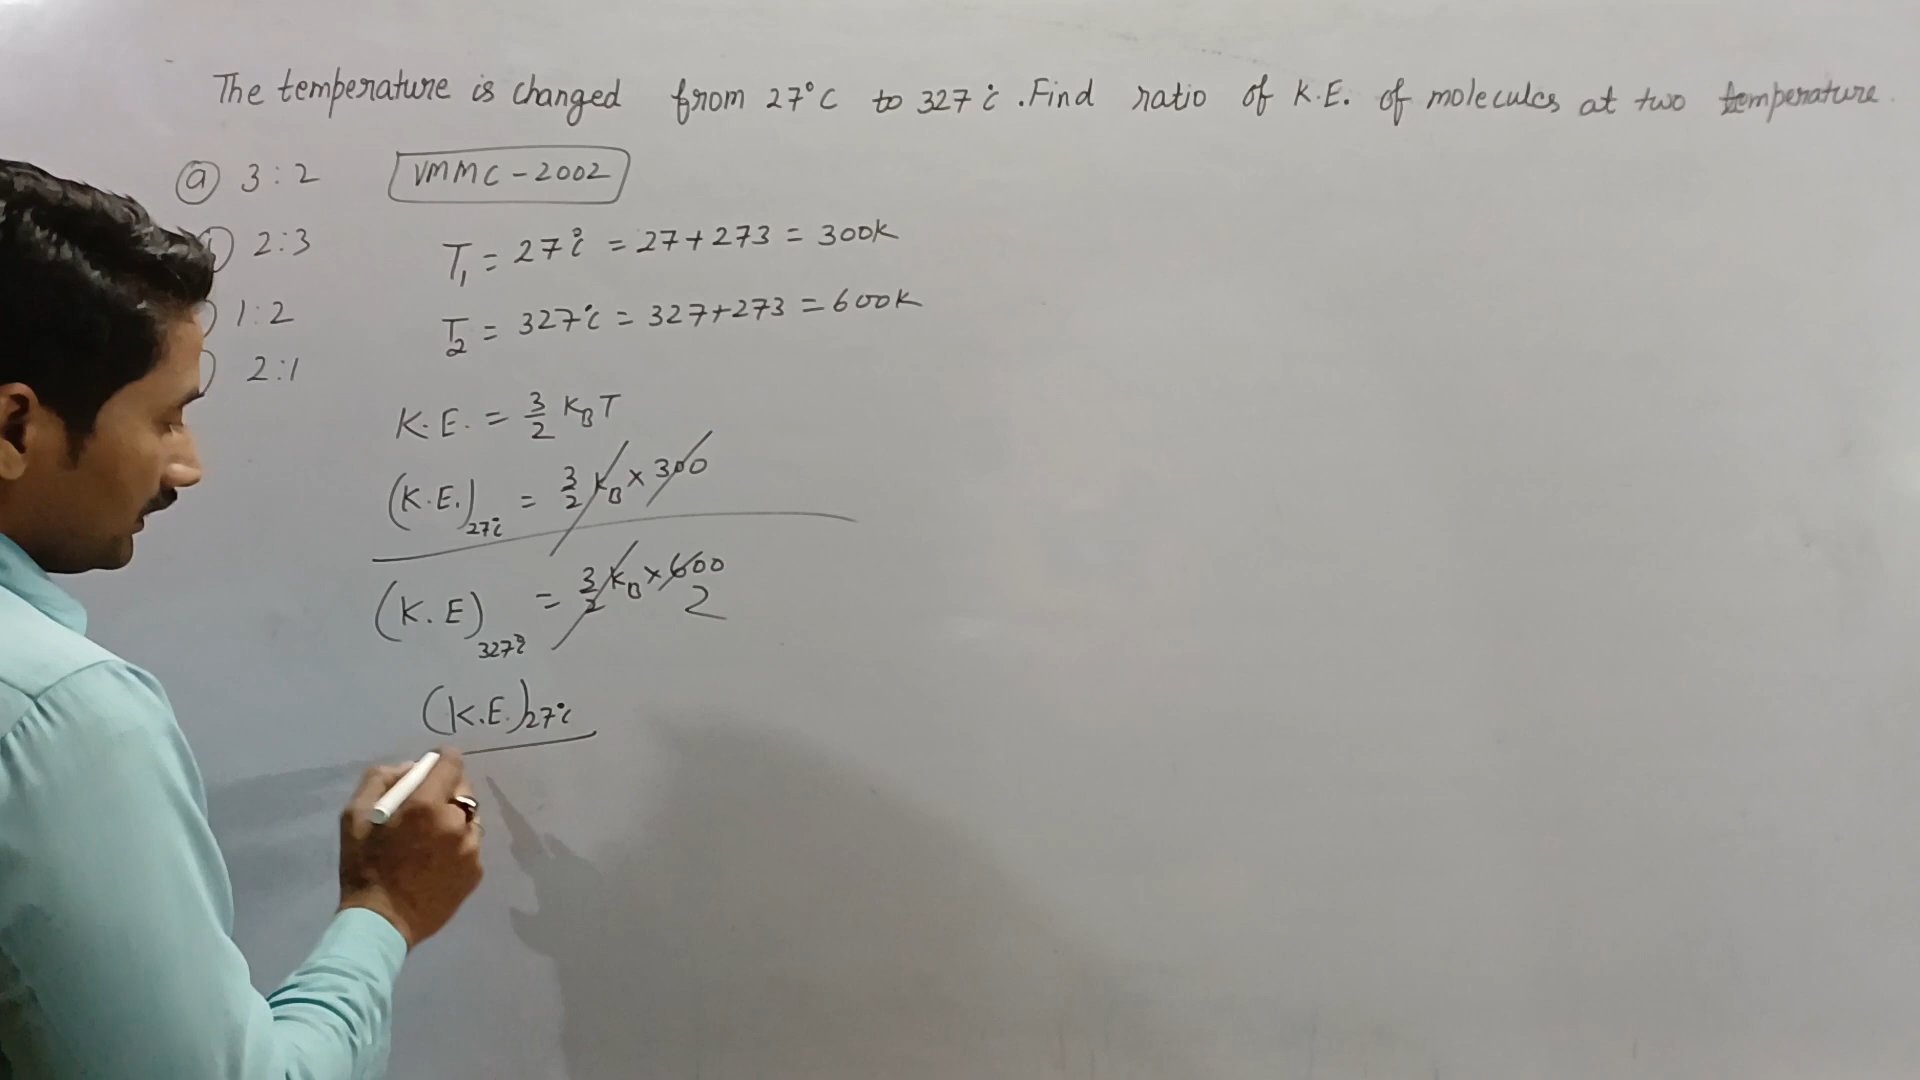 The temperature is changed from 27°C to 327°C. Find ratio of K.E. of molecules at two temperature.
(a) 3:2
VMMC-2002
) 2:3
T₁ = 27°C = 27+273 = 300K
) 1:2
T₂ = 327°C = 327+273 = 600K
) 2:1
K.E. = 3/2 K_B T
(K.E.)27°C = 3/2 K_B × 300
(K.E)327°C = 3/2 K_B × 600
2
(K.E.)27°C